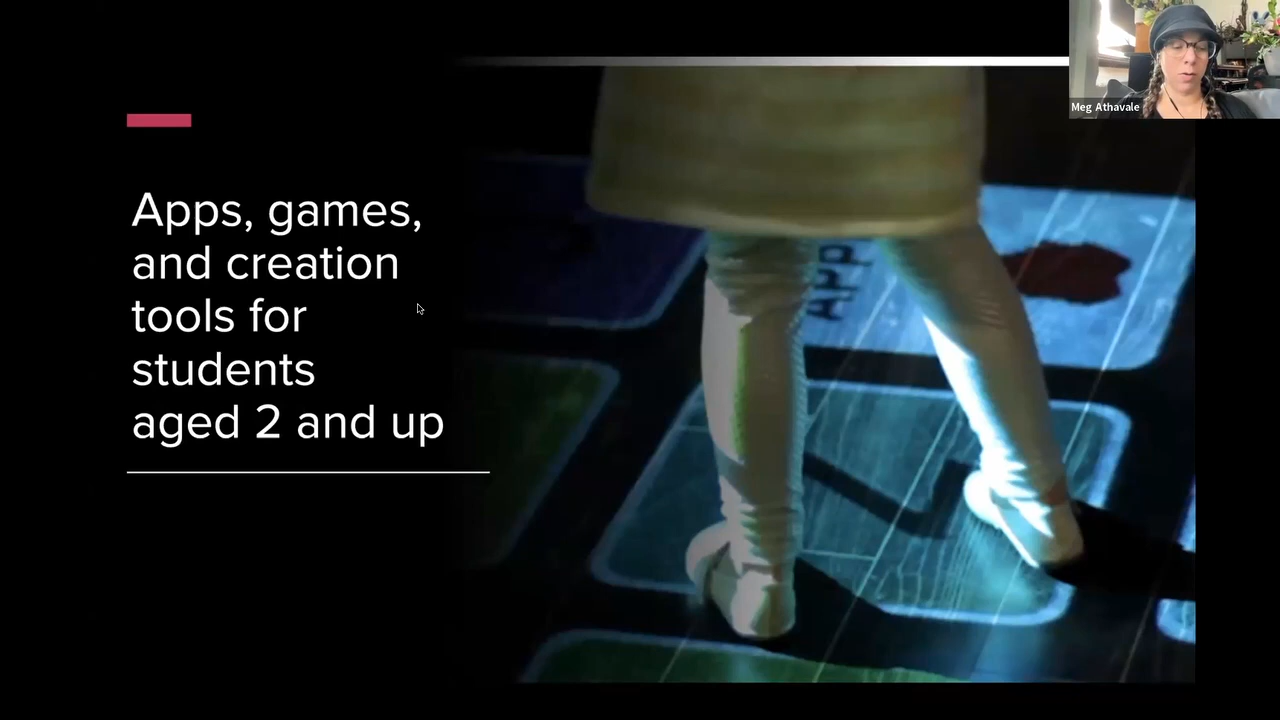 Apps, games,
and creation
tools for
students
aged 2 and up
APP
Meg Athavale